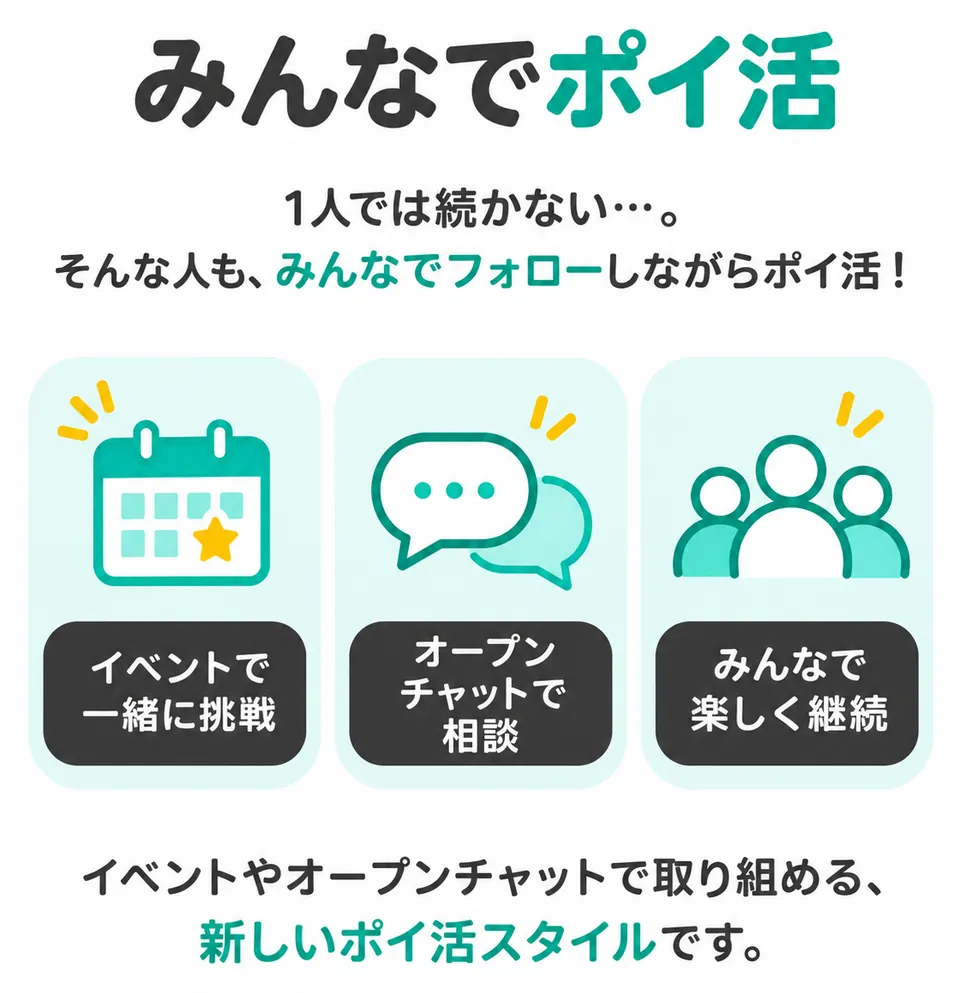 みんなでポイ活
1人では続かない…。
そんな人も、みんなでフォローしながらポイ活!
イベントで
一緒に挑戦
オープン
チャットで
相談
みんなで
楽しく継続
イベントやオープンチャットで取り組める、
新しいポイ活スタイルです。